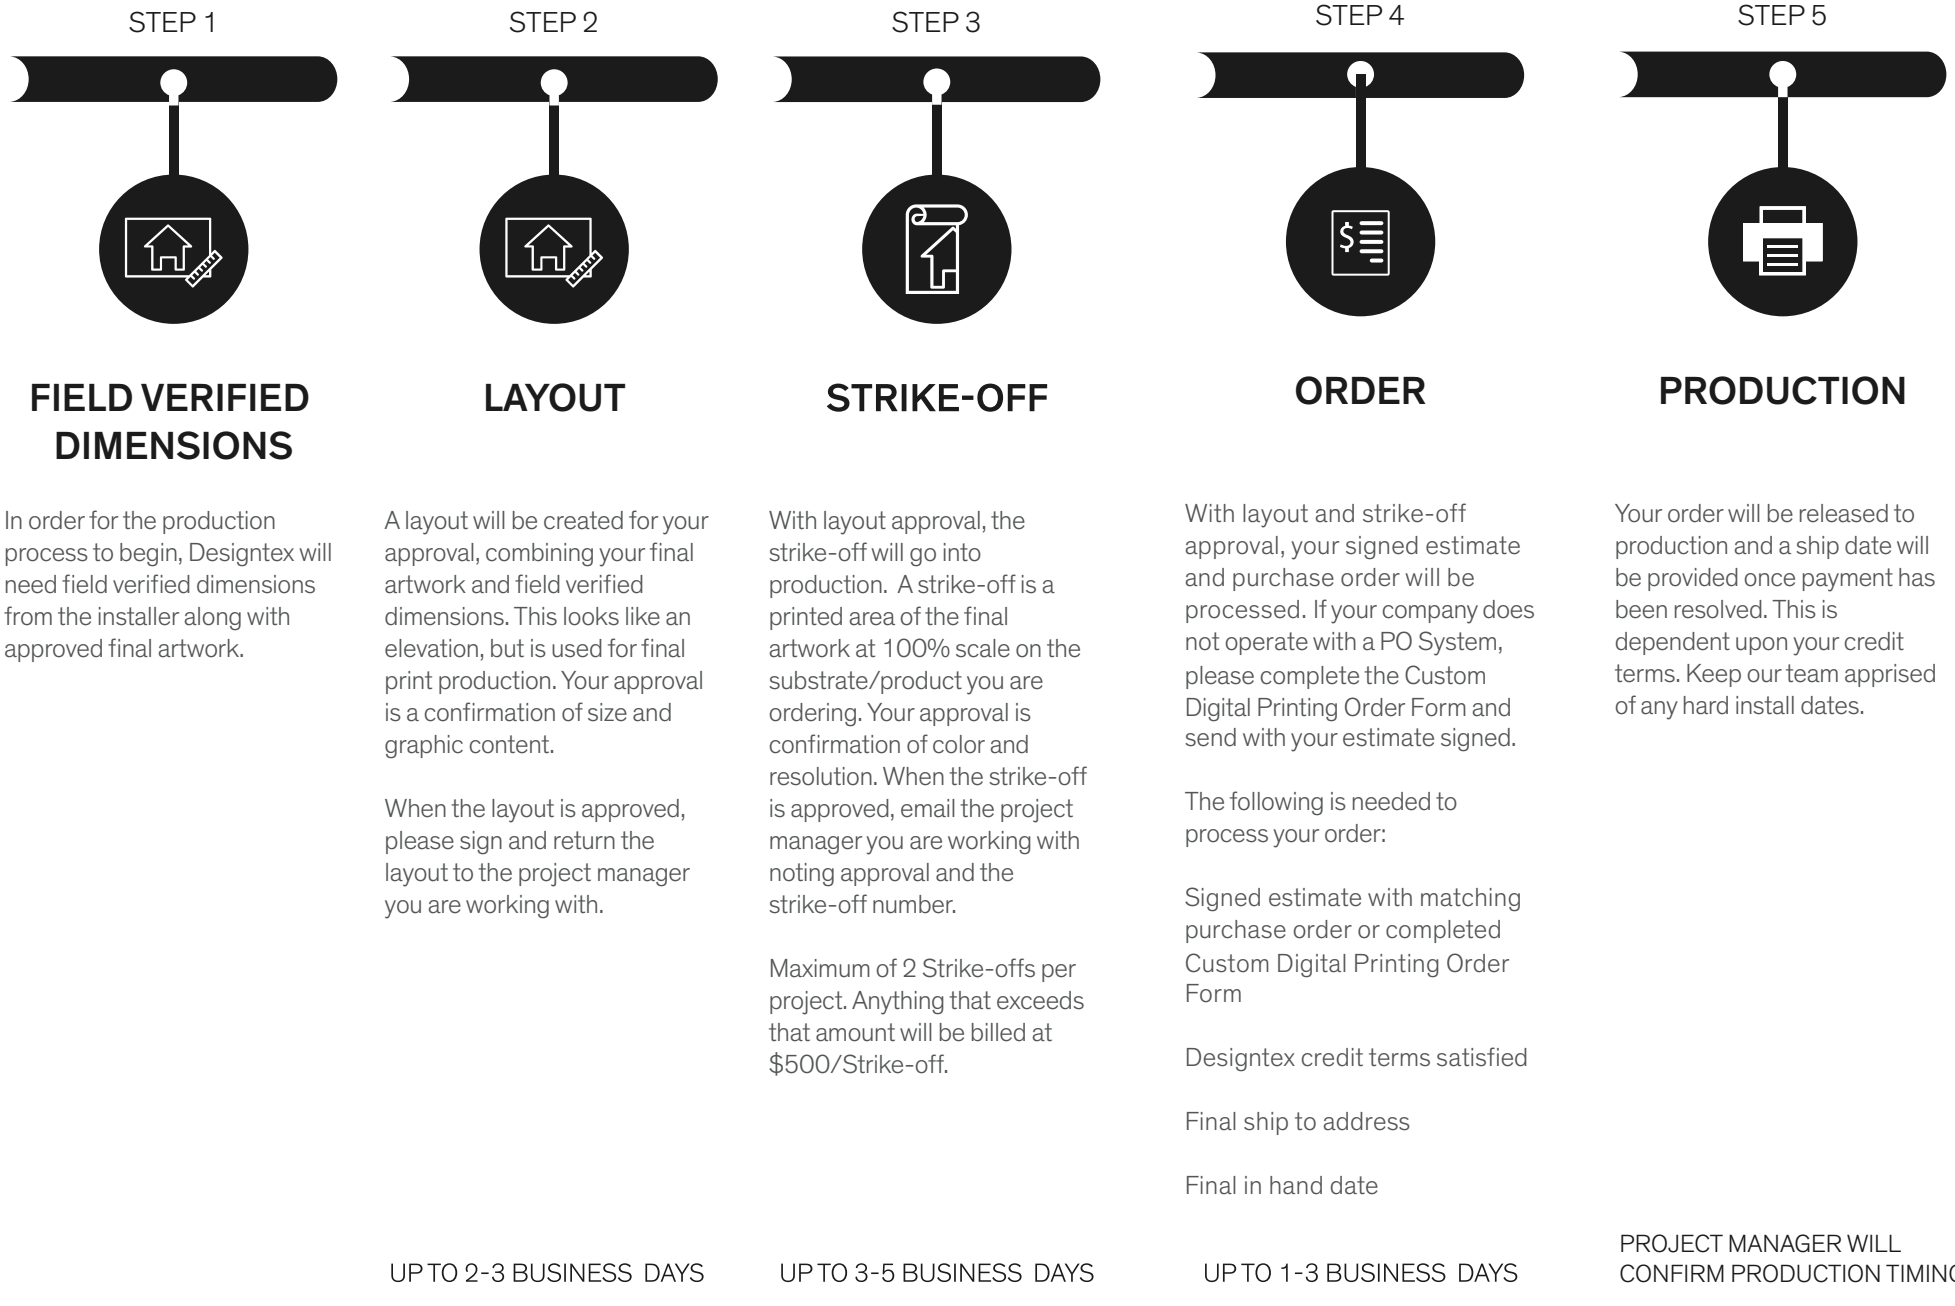 STEP 1
FIELD VERIFIED
DIMENSIONS
In order for the production
process to begin, Designtex will
need field verified dimensions
from the installer along with
approved final artwork.
STEP 2
LAYOUT
A layout will be created for your
approval, combining your final
artwork and field verified
dimensions. This looks like an
elevation, but is used for final
print production. Your approval
is a confirmation of size and
graphic content.
When the layout is approved,
please sign and return the
layout to the project manager
you are working with.
UP TO 2-3 BUSINESS DAYS
STEP 3
STRIKE-OFF
With layout approval, the
strike-off will go into
production. A strike-off is a
printed area of the final
artwork at 100% scale on the
substrate/product you are
ordering. Your approval is
confirmation of color and
resolution. When the strike-off
is approved, email the project
manager you are working with
noting approval and the
strike-off number.
Maximum of 2 Strike-offs per
project. Anything that exceeds
that amount will be billed at
$500/Strike-off.
UP TO 3-5 BUSINESS DAYS
STEP 4
$
ORDER
With layout and strike-off
approval, your signed estimate
and purchase order will be
processed. If your company does
not operate with a PO System,
please complete the Custom
Digital Printing Order Form and
send with your estimate signed.
The following is needed to
process your order:
Signed estimate with matching
purchase order or completed
Custom Digital Printing Order
Form
Designtex credit terms satisfied
Final ship to address
Final in hand date
UP TO 1-3 BUSINESS DAYS
STEP 5
PRODUCTION
Your order will be released to
production and a ship date will
be provided once payment has
been resolved. This is
dependent upon your credit
terms. Keep our team apprised
of any hard install dates.
PROJECT MANAGER WILL
CONFIRM PRODUCTION TIMING